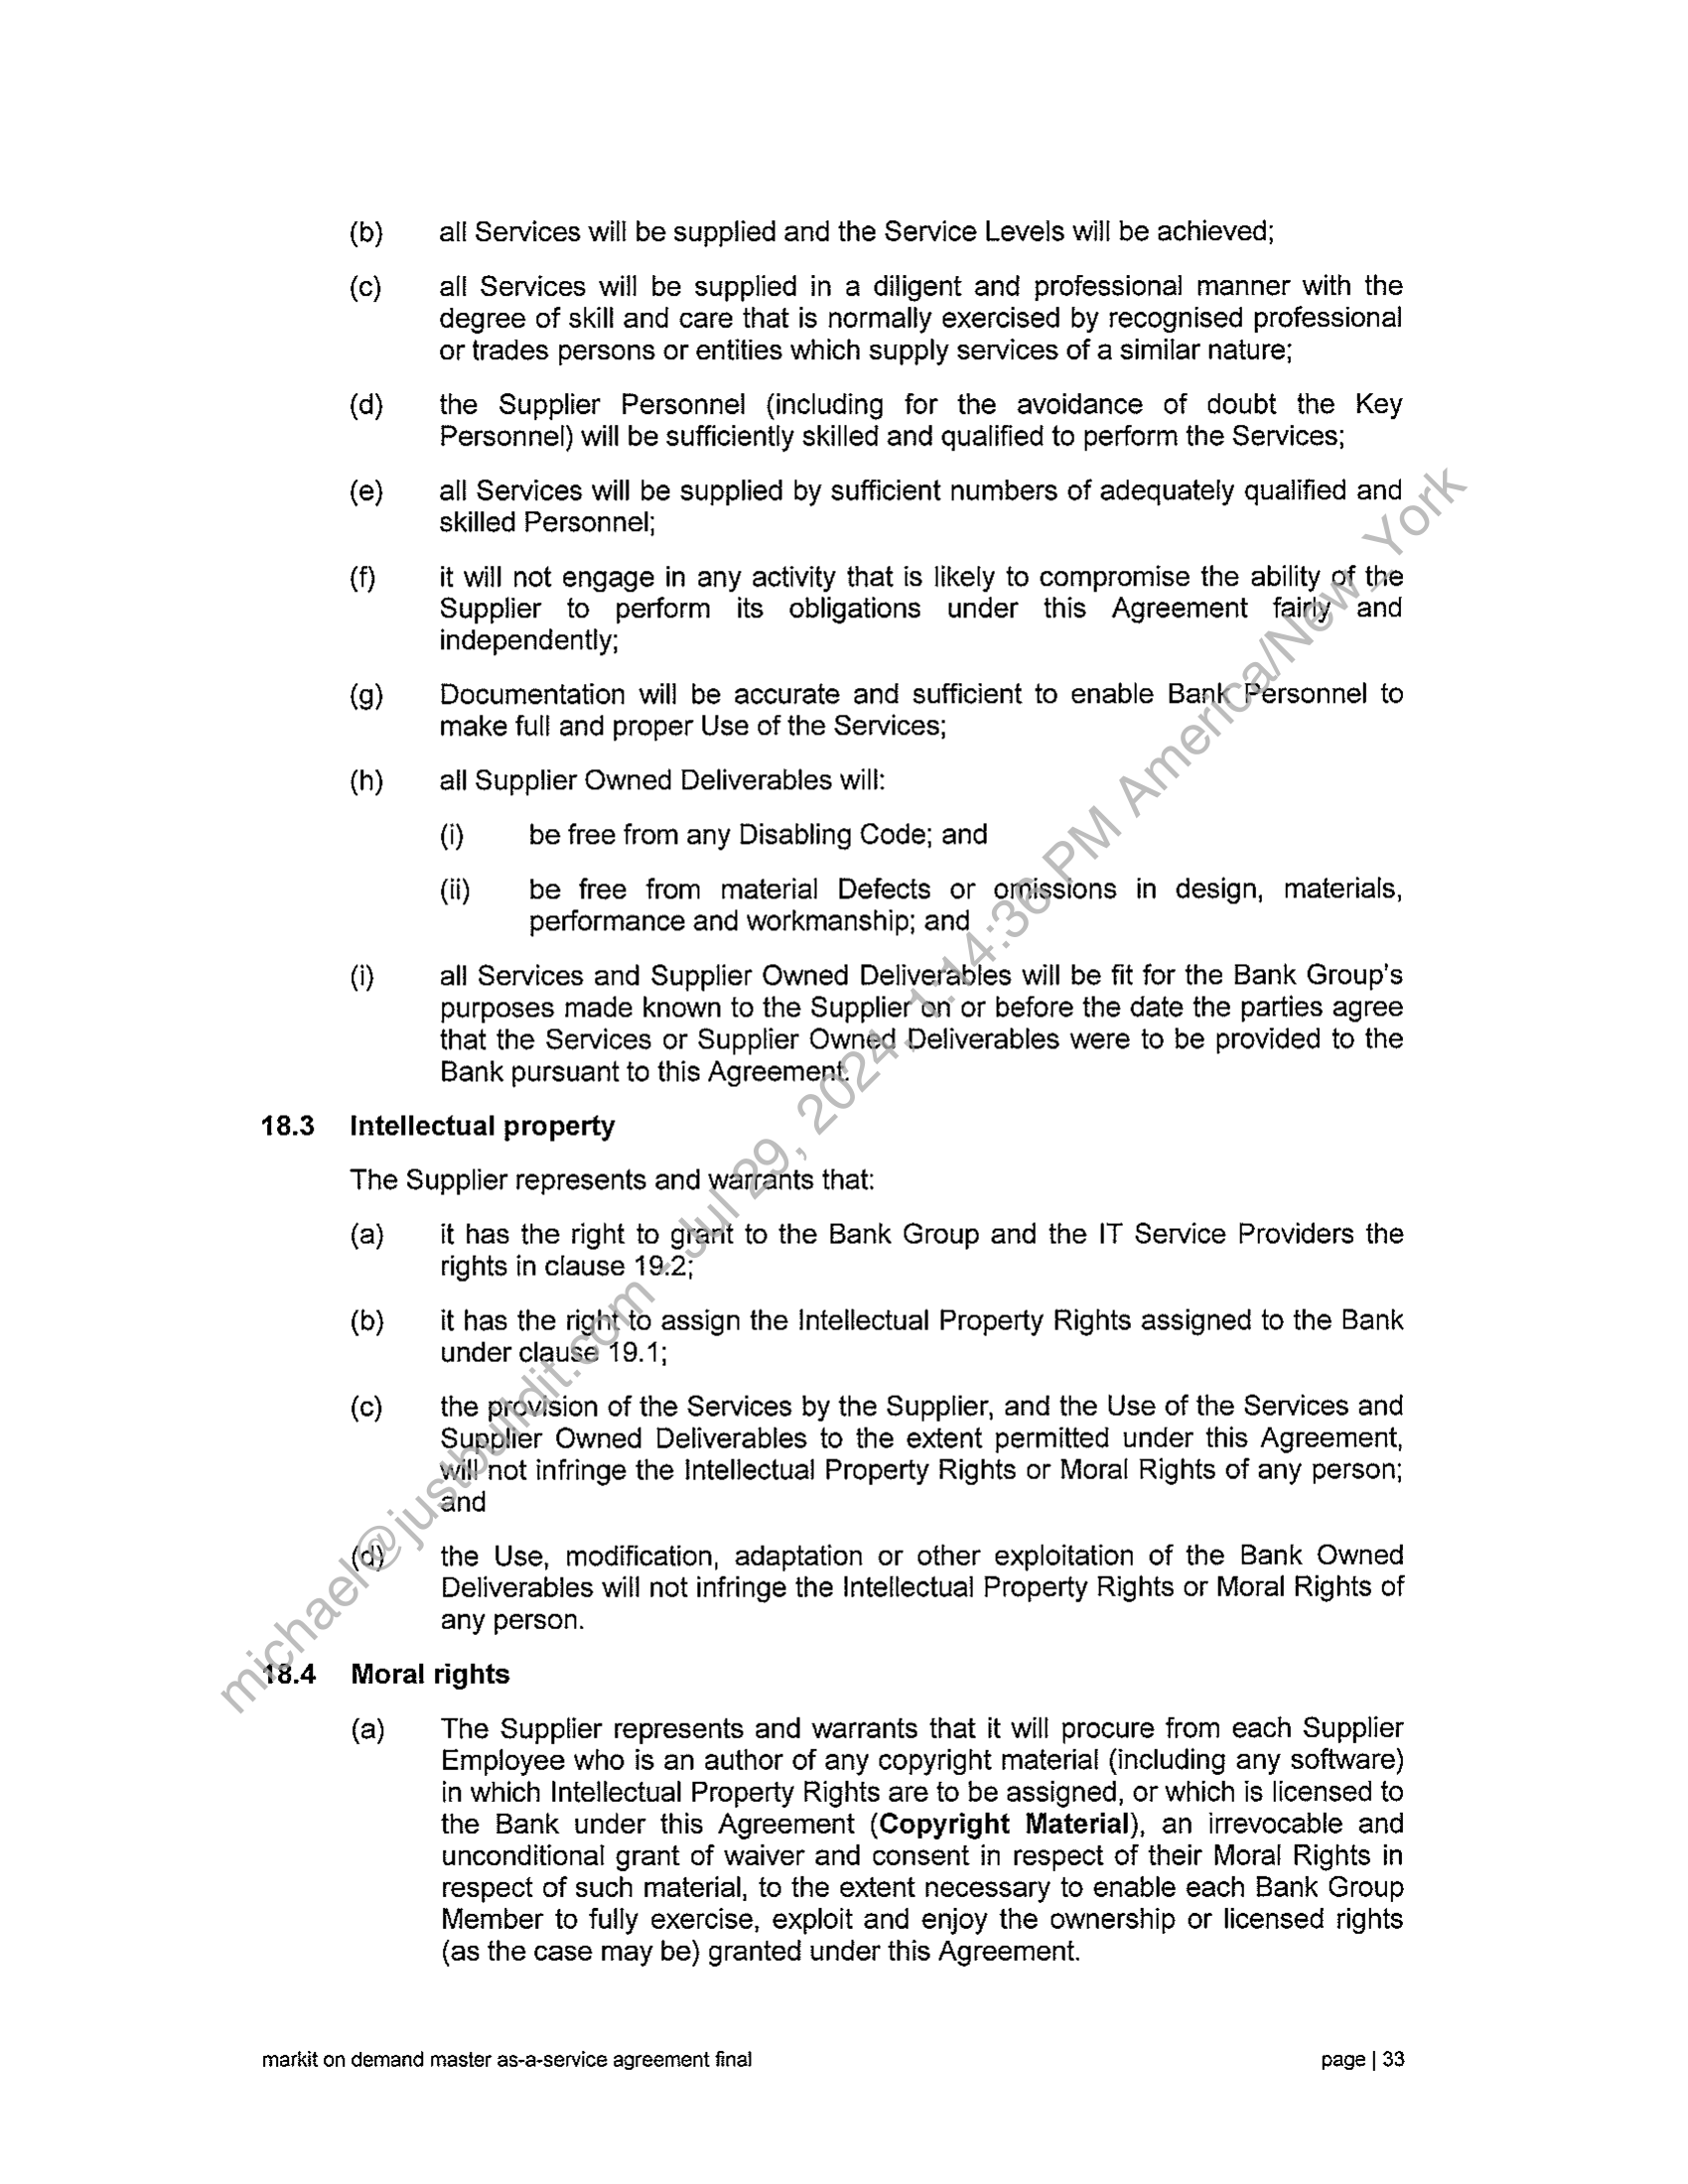 (b) all Services will be supplied and the Service Levels will be achieved;
(c) all Services will be supplied in a diligent and professional manner with the
degree of skill and care that is normally exercised by recognised professional
or trades persons or entities which supply services of a similar nature;
(d) the Supplier Personnel (including for the avoidance of doubt the Key
Personnel) will be sufficiently skilled and qualified to perform the Services;
(e) all Services will be supplied by sufficient numbers of adequately qualified and
skilled Personnel;
(f) it will not engage in any activity that is likely to compromise the ability of the
Supplier to perform its obligations under this Agreement fairly and
independently;
(g) Documentation will be accurate and sufficient to enable Bank Personnel to
make full and proper Use of the Services;
(h) all Supplier Owned Deliverables will:
(i) be free from any Disabling Code; and
(ii) be free from material Defects or omissions in design, materials,
performance and workmanship; and
(i) all Services and Supplier Owned Deliverables will be fit for the Bank Group's
purposes made known to the Supplier on or before the date the parties agree
that the Services or Supplier Owned Deliverables were to be provided to the
Bank pursuant to this Agreement.
18.3 Intellectual property
The Supplier represents and warrants that:
(a) it has the right to grant to the Bank Group and the IT Service Providers the
rights in clause 19.2;
(b) it has the right to assign the Intellectual Property Rights assigned to the Bank
under clause 19.1;
(c) the provision of the Services by the Supplier, and the Use of the Services and
Supplier Owned Deliverables to the extent permitted under this Agreement,
will not infringe the Intellectual Property Rights or Moral Rights of any person;
and
(d) the Use, modification, adaptation or other exploitation of the Bank Owned
Deliverables will not infringe the Intellectual Property Rights or Moral Rights of
any person.
18.4 Moral rights
(a) The Supplier represents and warrants that it will procure from each Supplier
Employee who is an author of any copyright material (including any software)
in which Intellectual Property Rights are to be assigned, or which is licensed to
the Bank under this Agreement (Copyright Material), an irrevocable and
unconditional grant of waiver and consent in respect of their Moral Rights in
respect of such material, to the extent necessary to enable each Bank Group
Member to fully exercise, exploit and enjoy the ownership or licensed rights
(as the case may be) granted under this Agreement.
markit on demand master as-a-service agreement final page | 33
michael@justbuildit.com - Jul 29, 2024, 1:14:36 PM America/New_York